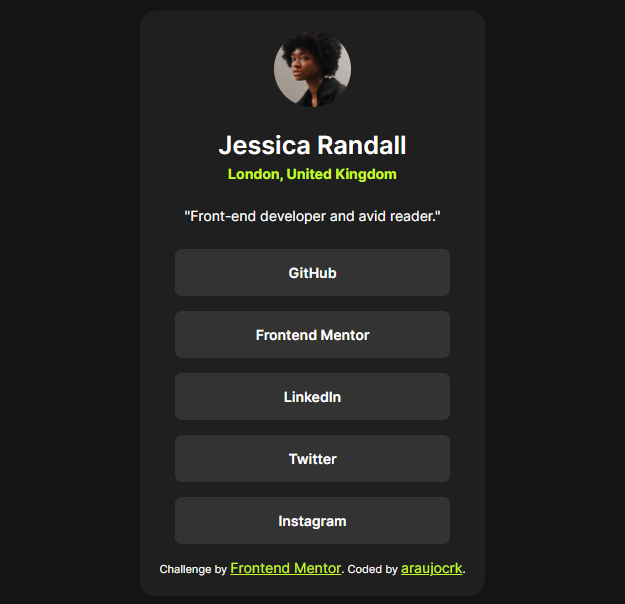 Jessica Randall
London, United Kingdom
"Front-end developer and avid reader."
GitHub
Frontend Mentor
LinkedIn
Twitter
Instagram
Challenge by Frontend Mentor. Coded by araujocrk.